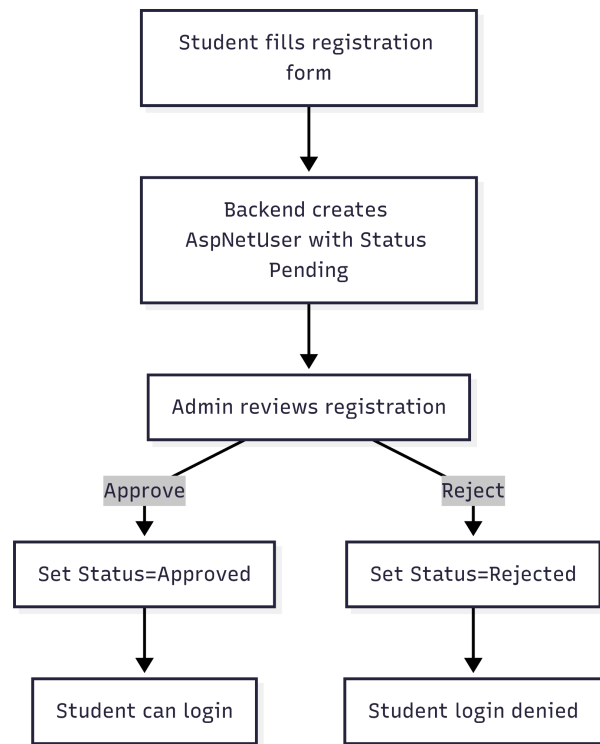 Student fills registration
form
Backend creates
AspNetUser with Status
Pending
Admin reviews registration
Approve
Reject
Set Status=Approved
Set Status=Rejected
Student can login
Student login denied